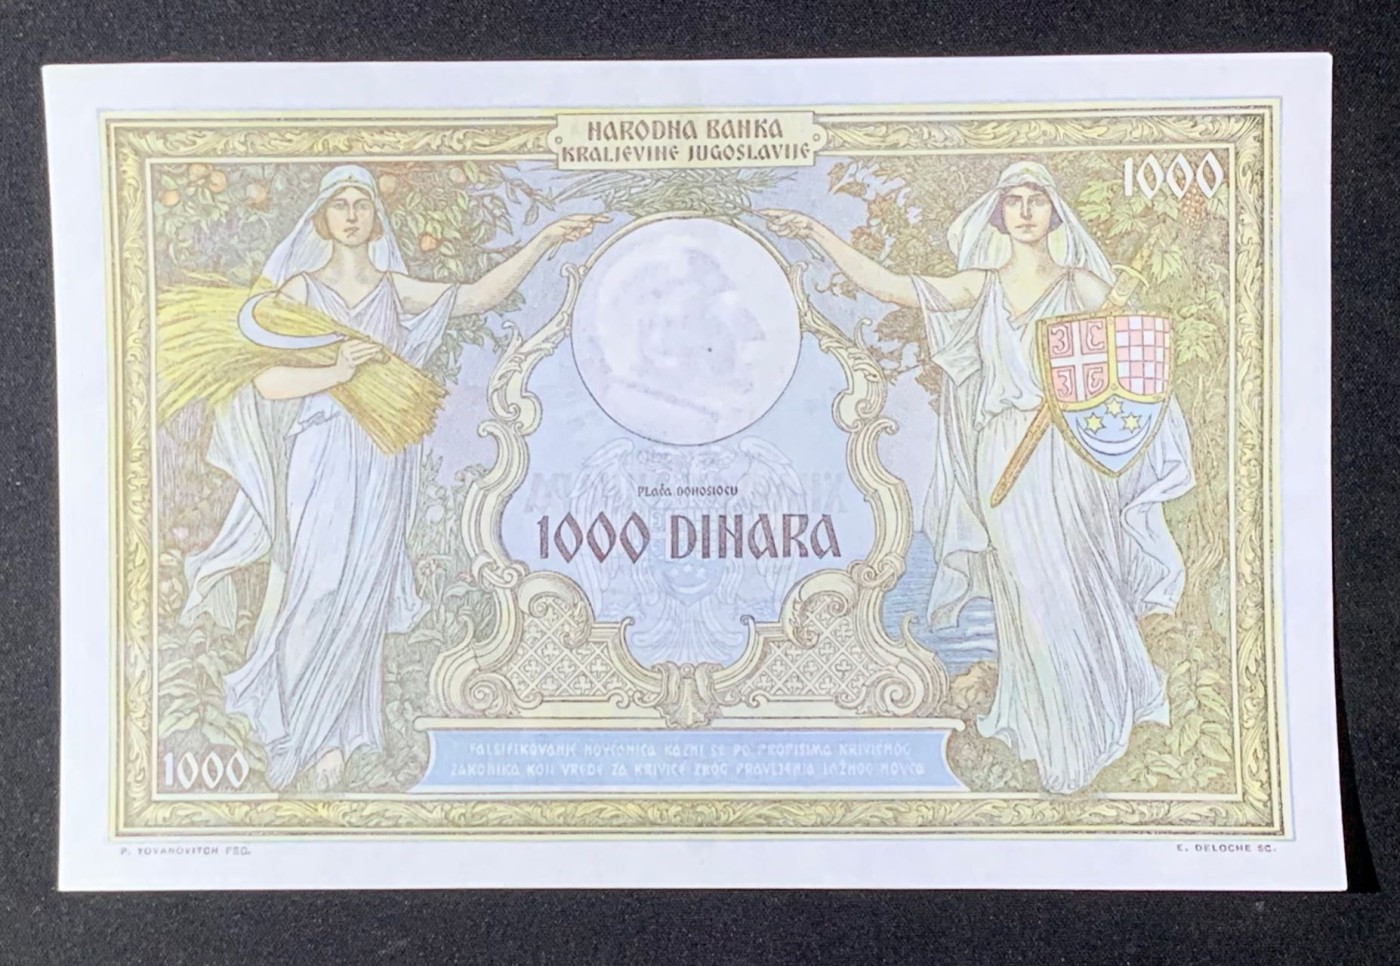 NARODNA BANKA
KRALJEVINE JUGOSLAVIJE
1000
PLAĆA DONOSIOCU
1000 DINARA
FALSIFIKOVANJE NOVČANICA KAZNI SE PO PROPISIMA KRIVIČNOG
ZAKONIKA KOJI VREDE ZA KRIVICE ZBOG PRAVLJENJA LAŽNOG NOVCA
1000
P. YOVANOVITCH FEC.
E. DELOCHE SC.